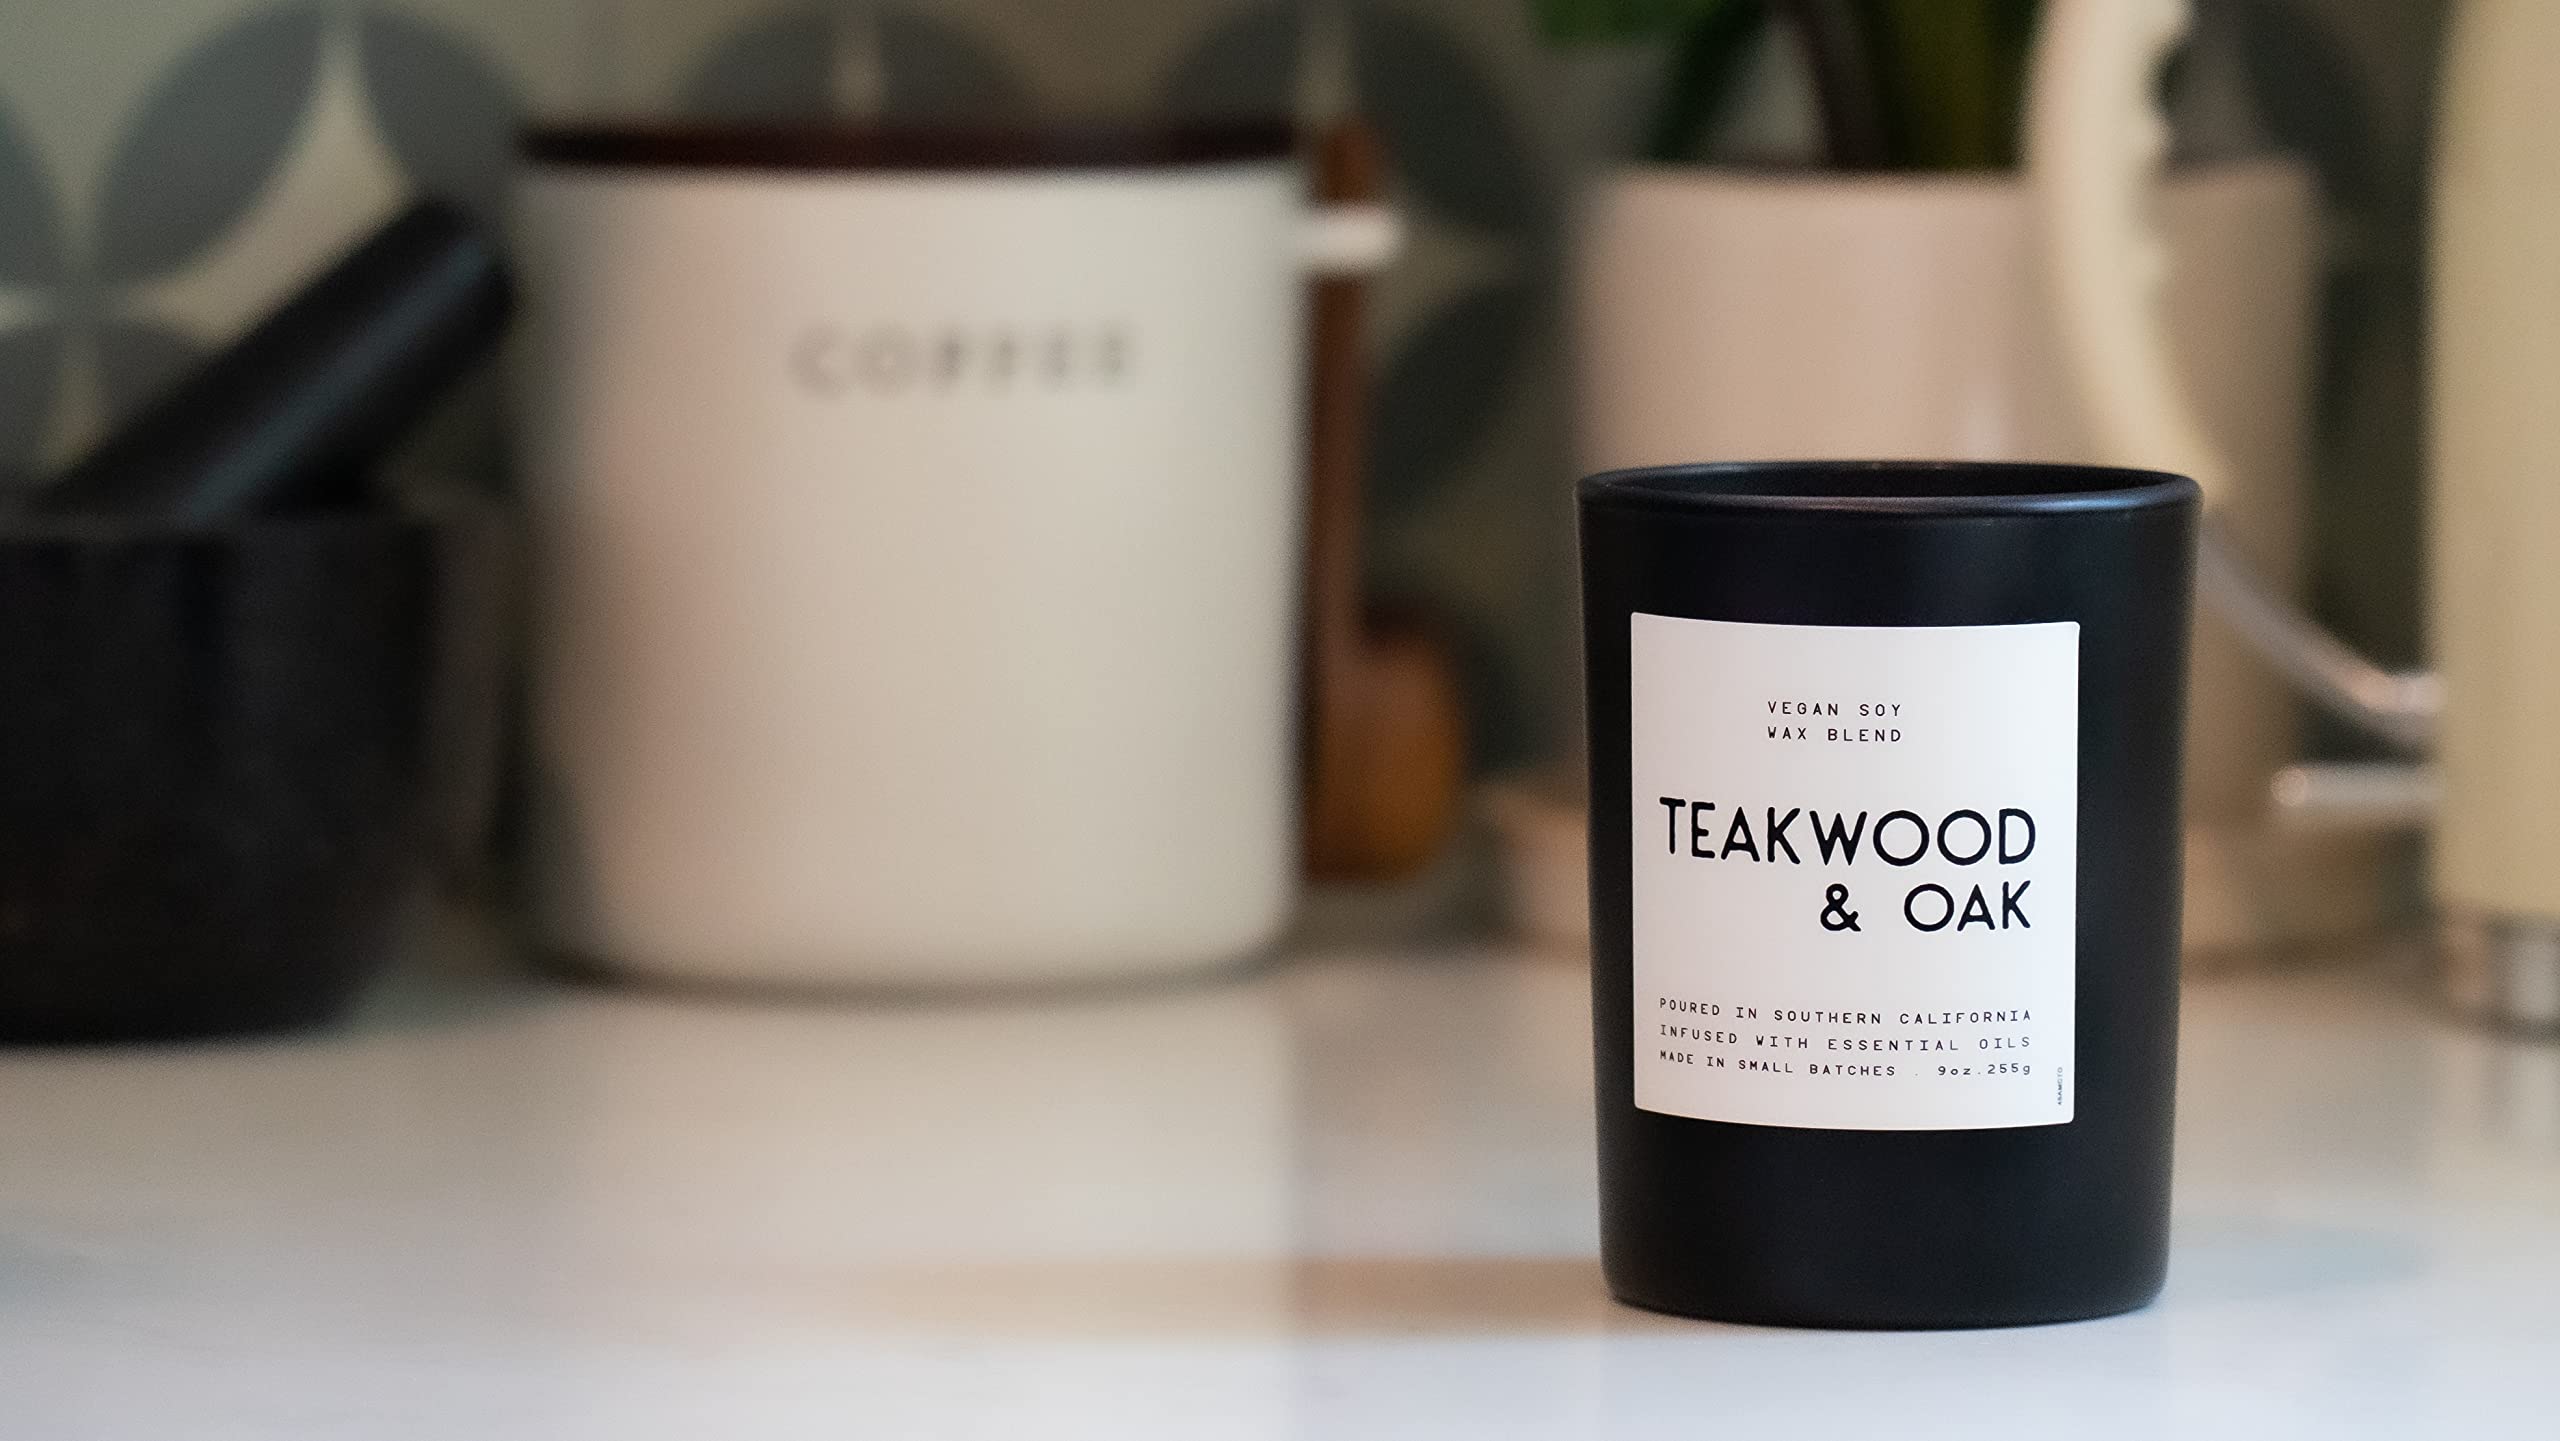 COFFEE
VEGAN SOY
WAX BLEND
TEAKWOOD
& OAK
POURED IN SOUTHERN CALIFORNIA
INFUSED WITH ESSENTIAL OILS
MADE IN SMALL BATCHES . 9oz.255g